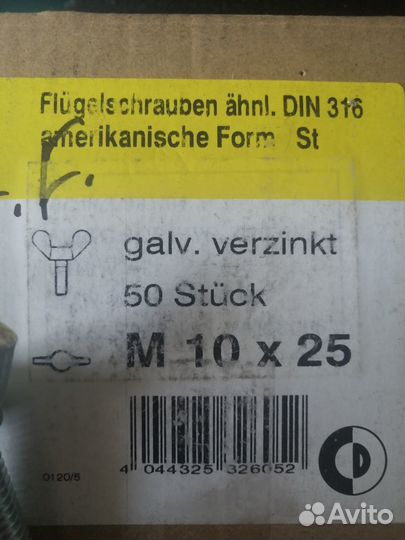 Flügelschrauben ähnl. DIN 316
amerikanische Form St
galv. verzinkt
50 Stück
M 10 x 25
0120/5
4 044325 326052
Avito